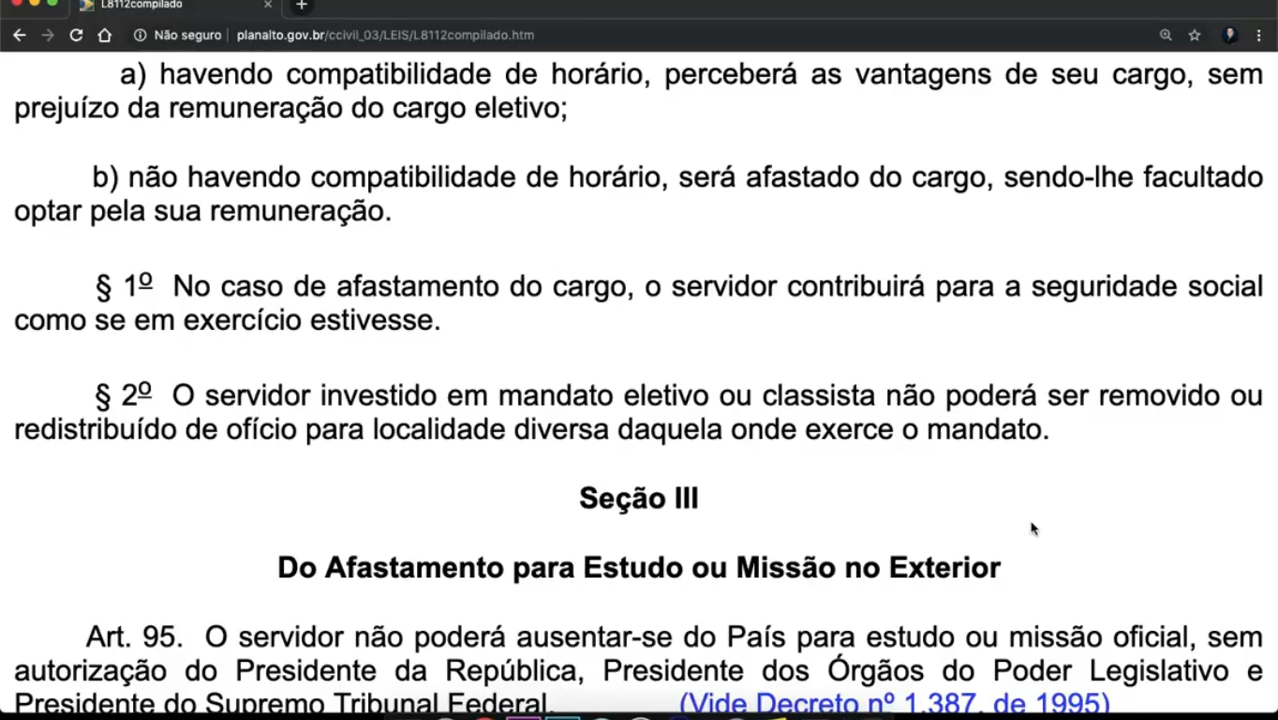 L8112compilado
Não seguro
planalto.gov.br/ccivil_03/LEIS/L8112compilado.htm
a) havendo compatibilidade de horário, perceberá as vantagens de seu cargo, sem
prejuízo da remuneração do cargo eletivo;
b) não havendo compatibilidade de horário, será afastado do cargo, sendo-lhe facultado
optar pela sua remuneração.
§ 1º No caso de afastamento do cargo, o servidor contribuirá para a seguridade social
como se em exercício estivesse.
§ 2º O servidor investido em mandato eletivo ou classista não poderá ser removido ou
redistribuído de ofício para localidade diversa daquela onde exerce o mandato.
Seção III
Do Afastamento para Estudo ou Missão no Exterior
Art. 95. O servidor não poderá ausentar-se do País para estudo ou missão oficial, sem
autorização do Presidente da República, Presidente dos Órgãos do Poder Legislativo e
Presidente do Supremo Tribunal Federal. (Vide Decreto nº 1.387, de 1995)